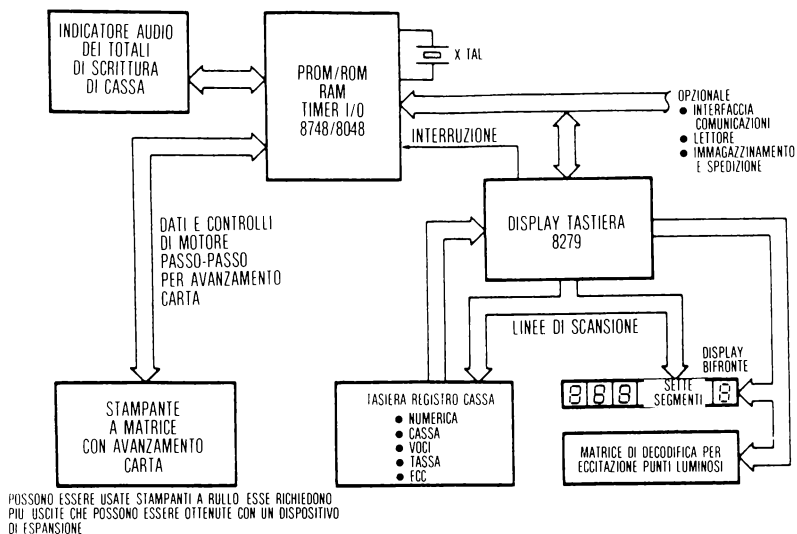 INDICATORE AUDIO
DEI TOTALI
DI SCRITTURA
DI CASSA
PROM/ROM
RAM
TIMER I/O
8748/8048
X TAL
OPZIONALE
● INTERFACCIA
COMUNICAZIONI
● LETTORE
● IMMAGAZZINAMENTO
E SPEDIZIONE
INTERRUZIONE
DATI E CONTROLLI
DI MOTORE
PASSO-PASSO
PER AVANZAMENTO
CARTA
DISPLAY TASTIERA
8279
LINEE DI SCANSIONE
DISPLAY
BIFRONTE
SETTE
SEGMENTI
STAMPANTE
A MATRICE
CON AVANZAMENTO
CARTA
TASIERA REGISTRO CASSA
● NUMERICA
● CASSA
● VOCI
● TASSA
● ECC
MATRICE DI DECODIFICA PER
ECCITAZIONE PUNTI LUMINOSI
POSSONO ESSERE USATE STAMPANTI A RULLO ESSE RICHIEDONO
PIU USCITE CHE POSSONO ESSERE OTTENUTE CON UN DISPOSITIVO
DI ESPANSIONE